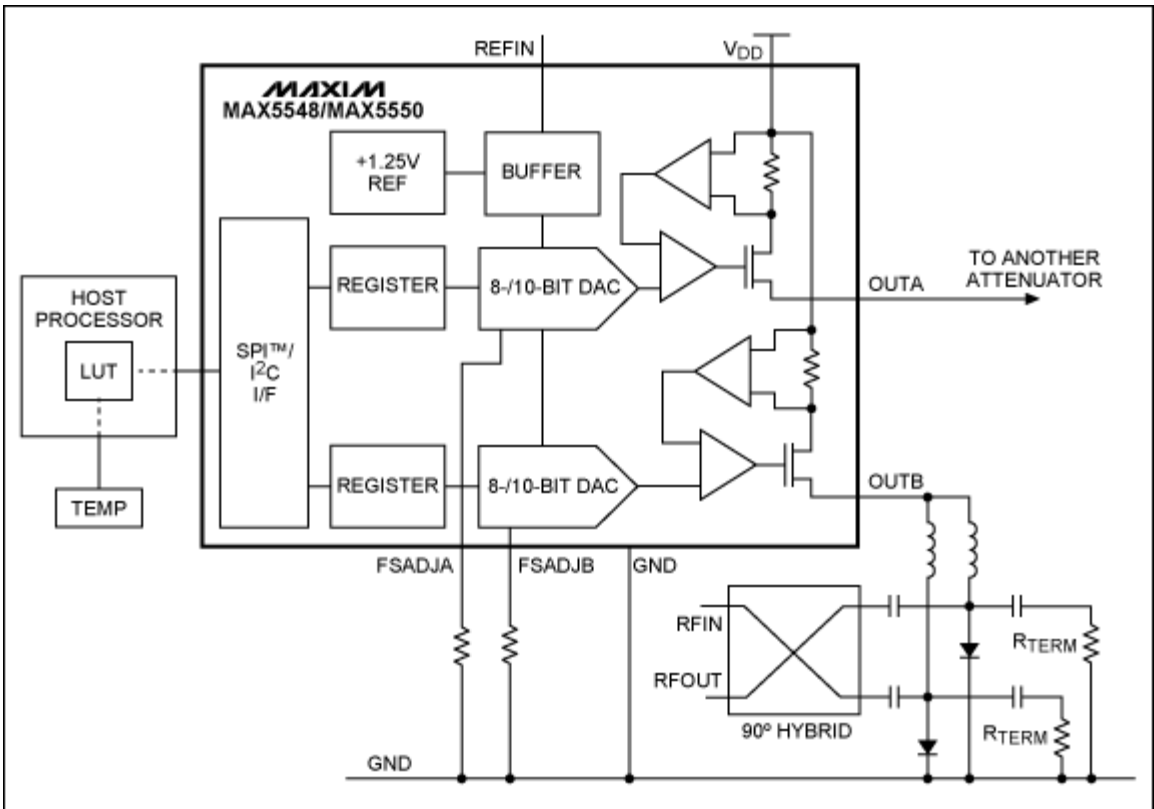 REFIN
VDD
MAXIM
MAX5548/MAX5550
+1.25V
REF
BUFFER
HOST
PROCESSOR
LUT
TEMP
SPI™/
I2C
I/F
REGISTER
8-/10-BIT DAC
OUTA
TO ANOTHER
ATTENUATOR
REGISTER
8-/10-BIT DAC
OUTB
FSADJA
FSADJB
GND
RFIN
RFOUT
90º HYBRID
RTERM
RTERM
GND